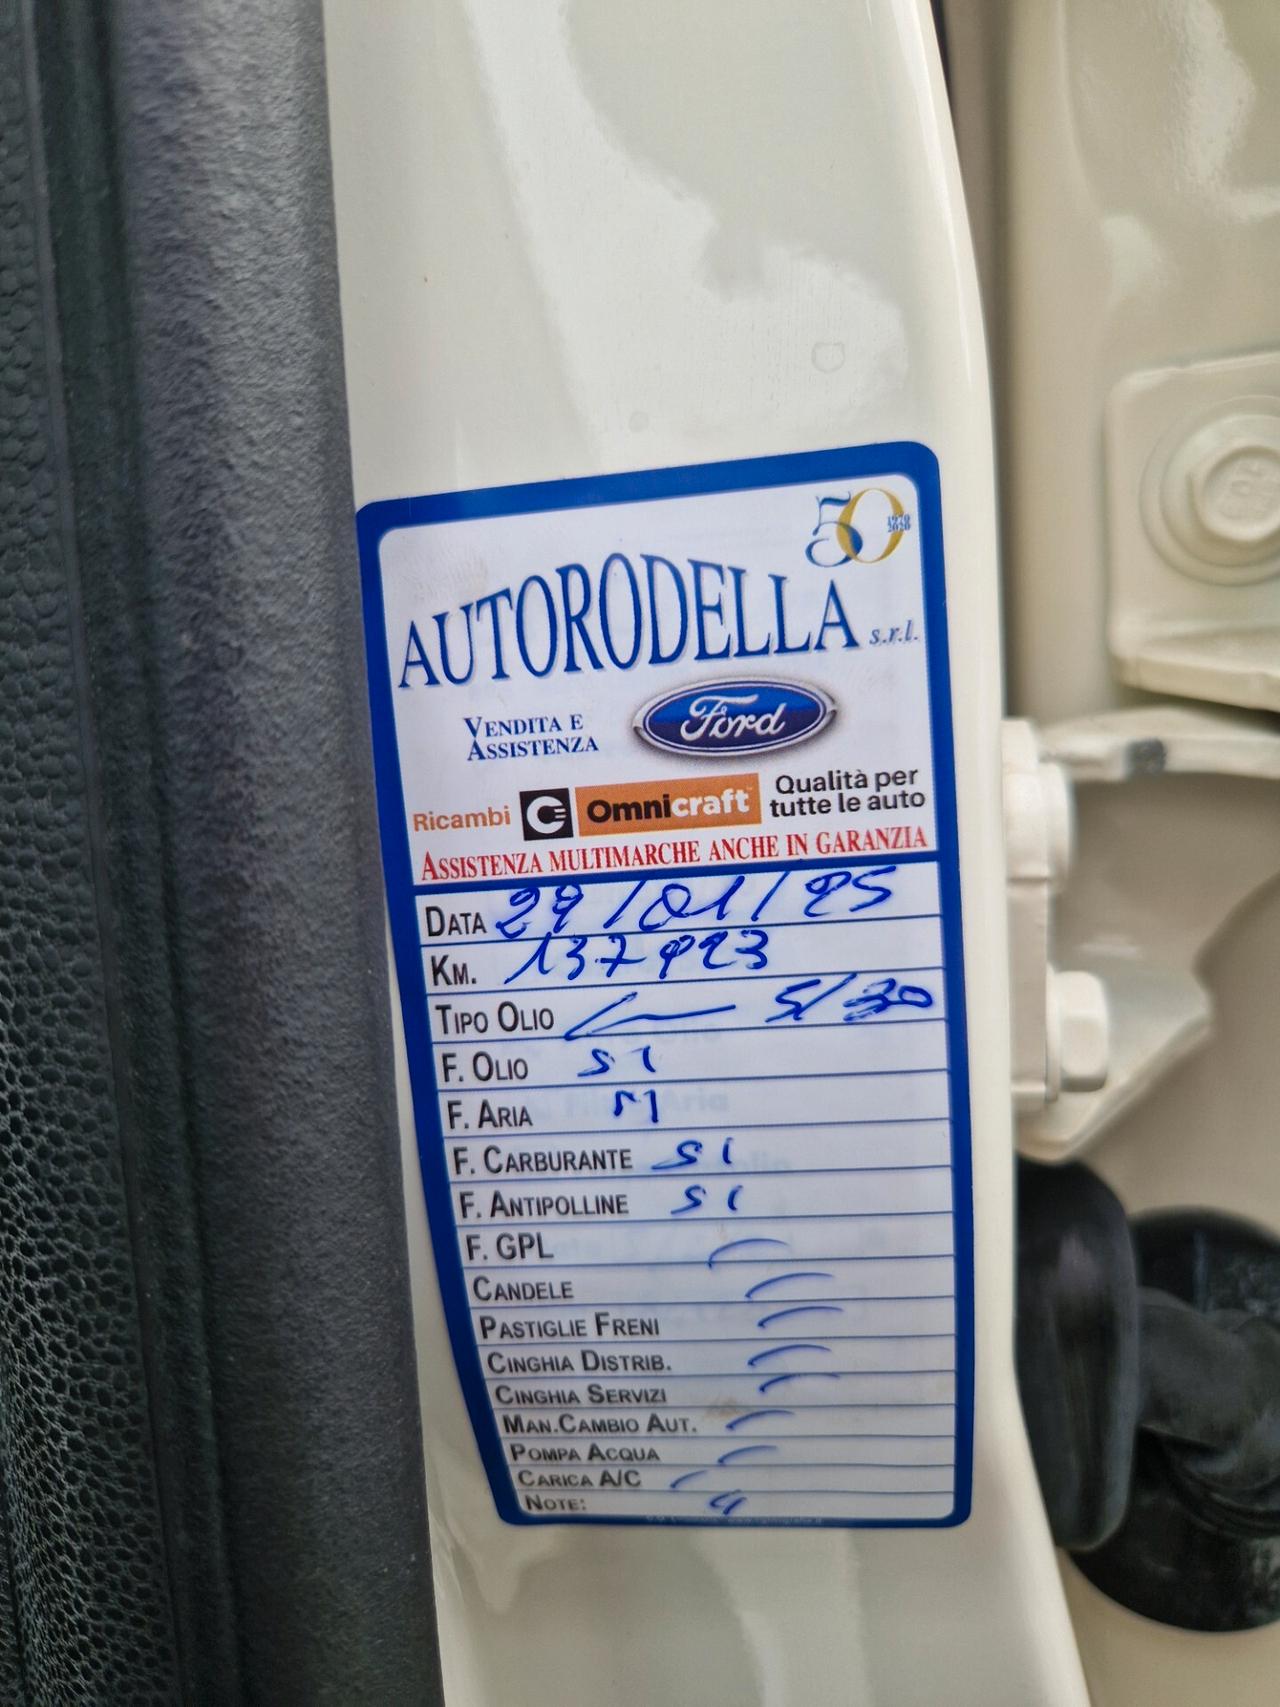 50
1970
2020
AUTORODELLA s.r.l.
VENDITA E
ASSISTENZA
Ford
Ricambi Omnicraft Qualità per
tutte le auto
ASSISTENZA MULTIMARCHE ANCHE IN GARANZIA
DATA 29/01/25
KM. 137923
TIPO OLIO 5/30
F. OLIO SI
F. ARIA SI
F. CARBURANTE SI
F. ANTIPOLLINE SI
F. GPL
CANDELE
PASTIGLIE FRENI
CINGHIA DISTRIB.
CINGHIA SERVIZI
MAN.CAMBIO AUT.
POMPA ACQUA
CARICA A/C
NOTE: